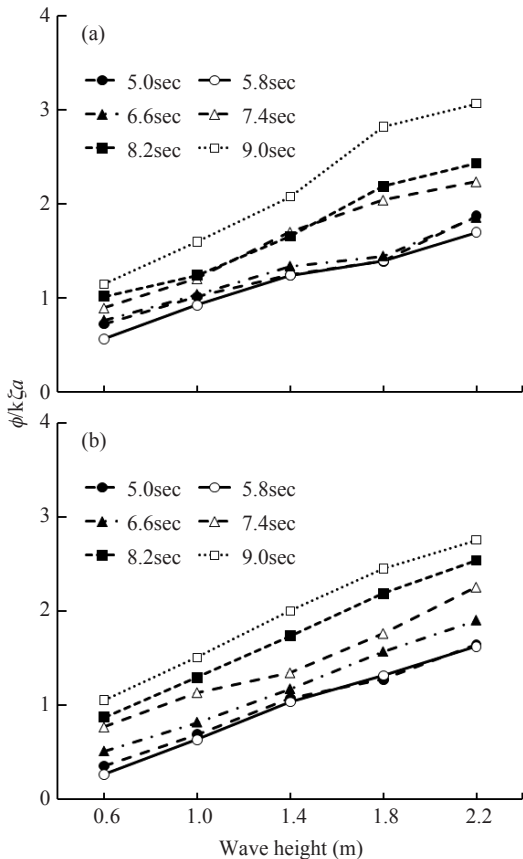 4
(a)
5.0sec 5.8sec
3
6.6sec 7.4sec
8.2sec 9.0sec
2
1
0
ϕ/kζa
4
(b)
5.0sec 5.8sec
3
6.6sec 7.4sec
8.2sec 9.0sec
2
1
0
0.6 1.0 1.4 1.8 2.2
Wave height (m)